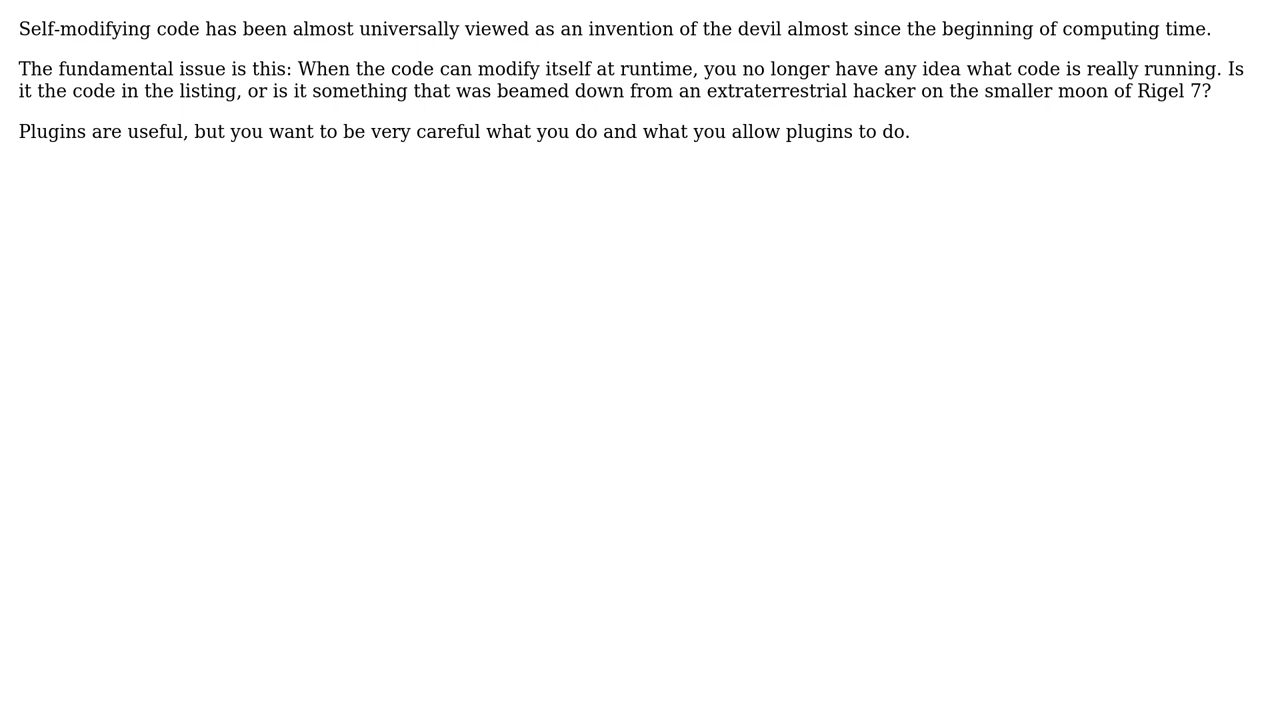 Self-modifying code has been almost universally viewed as an invention of the devil almost since the beginning of computing time.
The fundamental issue is this: When the code can modify itself at runtime, you no longer have any idea what code is really running. Is
it the code in the listing, or is it something that was beamed down from an extraterrestrial hacker on the smaller moon of Rigel 7?
Plugins are useful, but you want to be very careful what you do and what you allow plugins to do.